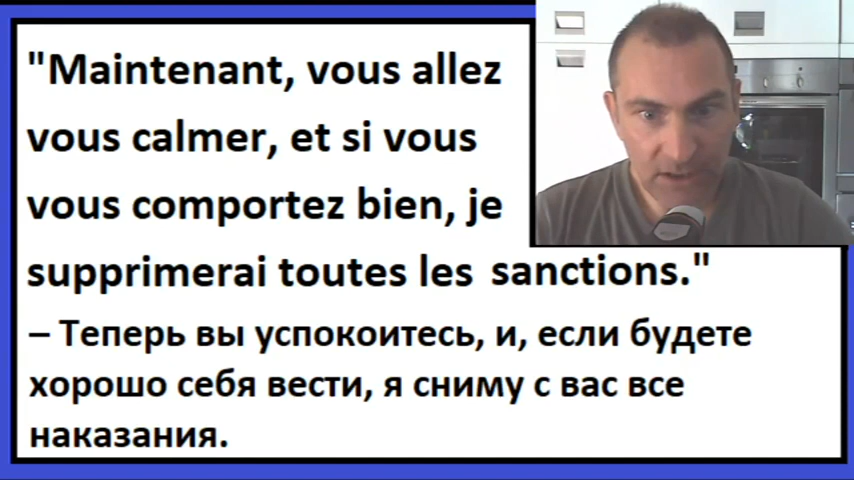 "Maintenant, vous allez
vous calmer, et si vous
vous comportez bien, je
supprimerai toutes les sanctions."
– Теперь вы успокоитесь, и, если будете
хорошо себя вести, я сниму с вас все
наказания.